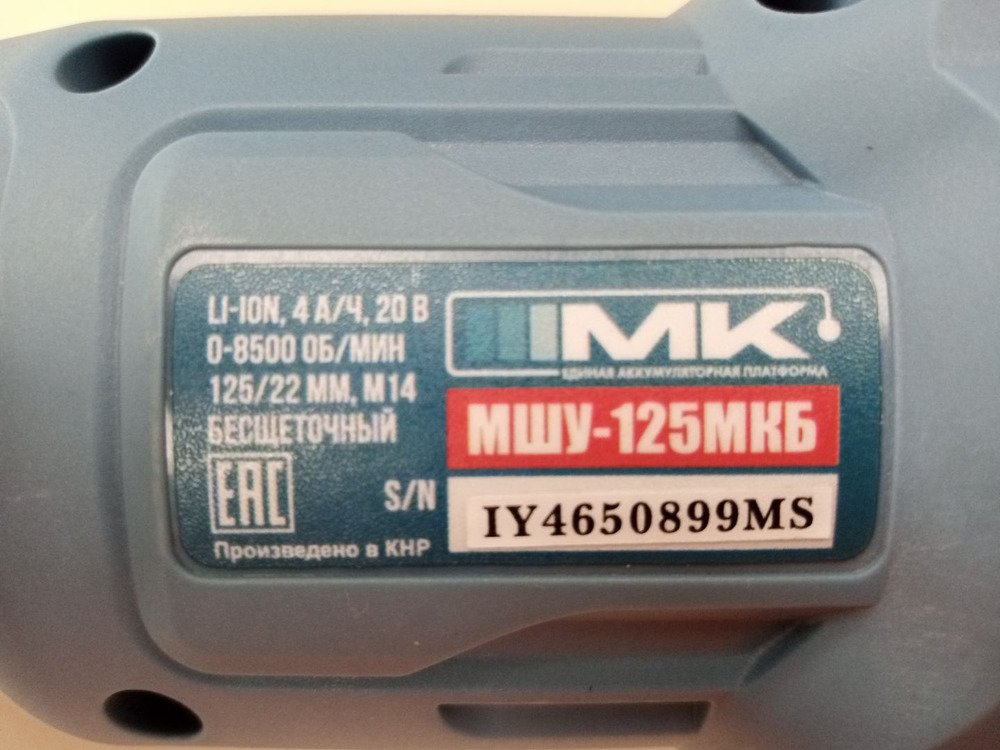 LI-ION, 4 А/Ч, 20 В
0-8500 ОБ/МИН
125/22 ММ, М14
БЕСЩЕТОЧНЫЙ
EAC
Произведено в КНР
МК
ЕДИНАЯ АККУМУЛЯТОРНАЯ ПЛАТФОРМА
МШУ-125МКБ
S/N
IY4650899MS